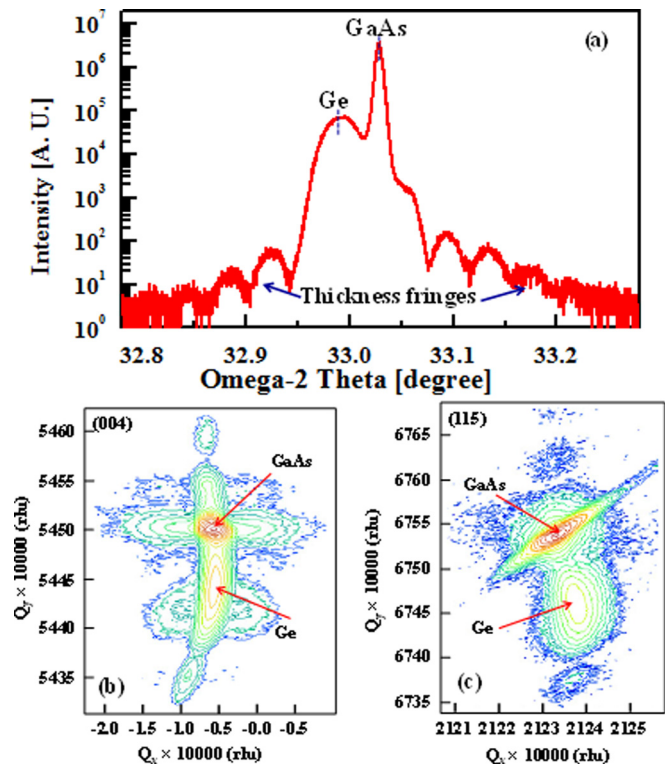 10^7
10^6
10^5
10^4
10^3
10^2
10^1
10^0
Intensity [A. U.]
GaAs
(a)
Ge
Thickness fringes
32.8 32.9 33.0 33.1 33.2
Omega-2 Theta [degree]
(004)
5460
5455
5450
5445
5440
5435
Qy × 10000 (rlu)
GaAs
Ge
(b)
-2.0 -1.5 -1.0 -0.5 -0.0 -0.5
Qx × 10000 (rlu)
(115)
6765
6760
6755
6750
6745
6740
6735
Qy × 10000 (rlu)
GaAs
Ge
(c)
2121 2122 2123 2124 2125
Qx × 10000 (rlu)